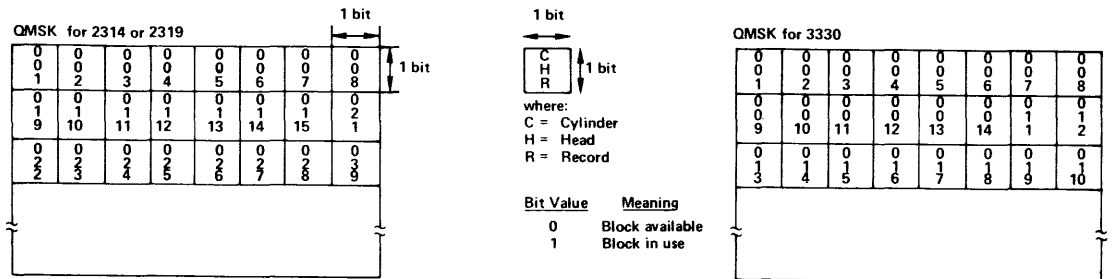 QMSK for 2314 or 2319
1 bit
1 bit
0 0 0 0 0 0 0 0
0 0 0 0 0 0 0 0
1 2 3 4 5 6 7 8
0 0 0 0 0 0 0 0
1 1 1 1 1 1 1 2
9 10 11 12 13 14 15 1
0 0 0 0 0 0 0 0
2 2 2 2 2 2 2 3
2 3 4 5 6 7 8 9
1 bit
C
H
R
1 bit
where:
C = Cylinder
H = Head
R = Record
Bit Value Meaning
0 Block available
1 Block in use
QMSK for 3330
0 0 0 0 0 0 0 0
0 0 0 0 0 0 0 0
1 2 3 4 5 6 7 8
0 0 0 0 0 0 0 0
0 0 0 0 0 0 1 1
9 10 11 12 13 14 1 2
0 0 0 0 0 0 0 0
1 1 1 1 1 1 1 1
3 4 5 6 7 8 9 10